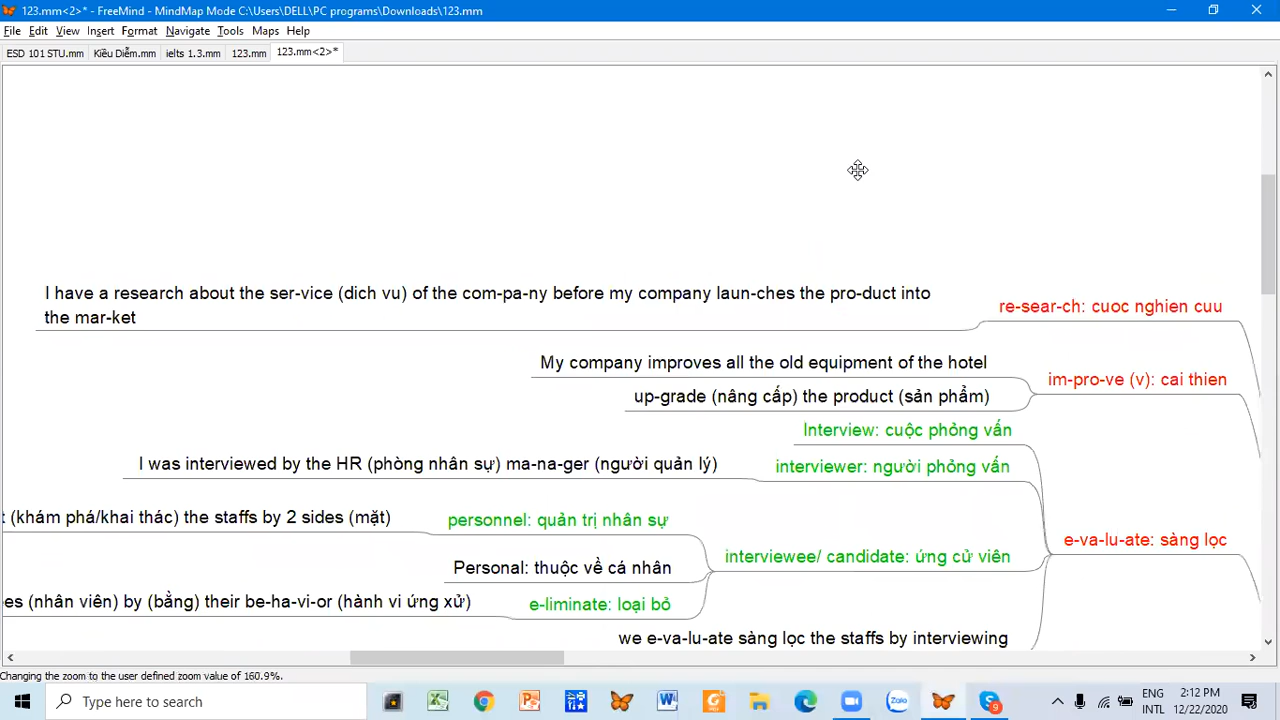 123.mm<2>* - FreeMind - MindMap Mode C:\Users\DELL\PC programs\Downloads\123.mm
File Edit View Insert Format Navigate Tools Maps Help
ESD 101 STU.mm Kiều Diễm.mm ielts 1.3.mm 123.mm 123.mm<2>*
I have a research about the ser-vice (dich vu) of the com-pa-ny before my company laun-ches the pro-duct into
the mar-ket
re-sear-ch: cuoc nghien cuu
My company improves all the old equipment of the hotel
im-pro-ve (v): cai thien
up-grade (nâng cấp) the product (sản phẩm)
Interview: cuộc phỏng vấn
I was interviewed by the HR (phòng nhân sự) ma-na-ger (người quản lý)
interviewer: người phỏng vấn
t (khám phá/khai thác) the staffs by 2 sides (mặt)
personnel: quản trị nhân sự
e-va-lu-ate: sàng lọc
interviewee/ candidate: ứng cử viên
Personal: thuộc về cá nhân
es (nhân viên) by (bằng) their be-ha-vi-or (hành vi ứng xử)
e-liminate: loại bỏ
we e-va-lu-ate sàng lọc the staffs by interviewing
Changing the zoom to the user defined zoom value of 160.9%.
Type here to search
Zalo
9
ENG
INTL
2:12 PM
12/22/2020